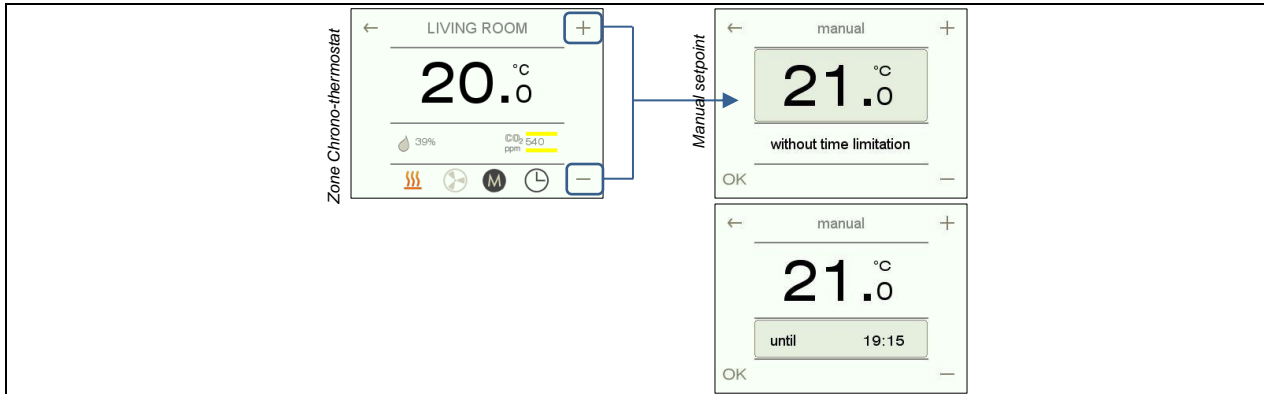 Zone Chrono-thermostat
← LIVING ROOM +
20.0 °C
39% CO₂ ppm 540
M −
Manual setpoint
← manual +
21.0 °C
without time limitation
OK −
← manual +
21.0 °C
until 19:15
OK −